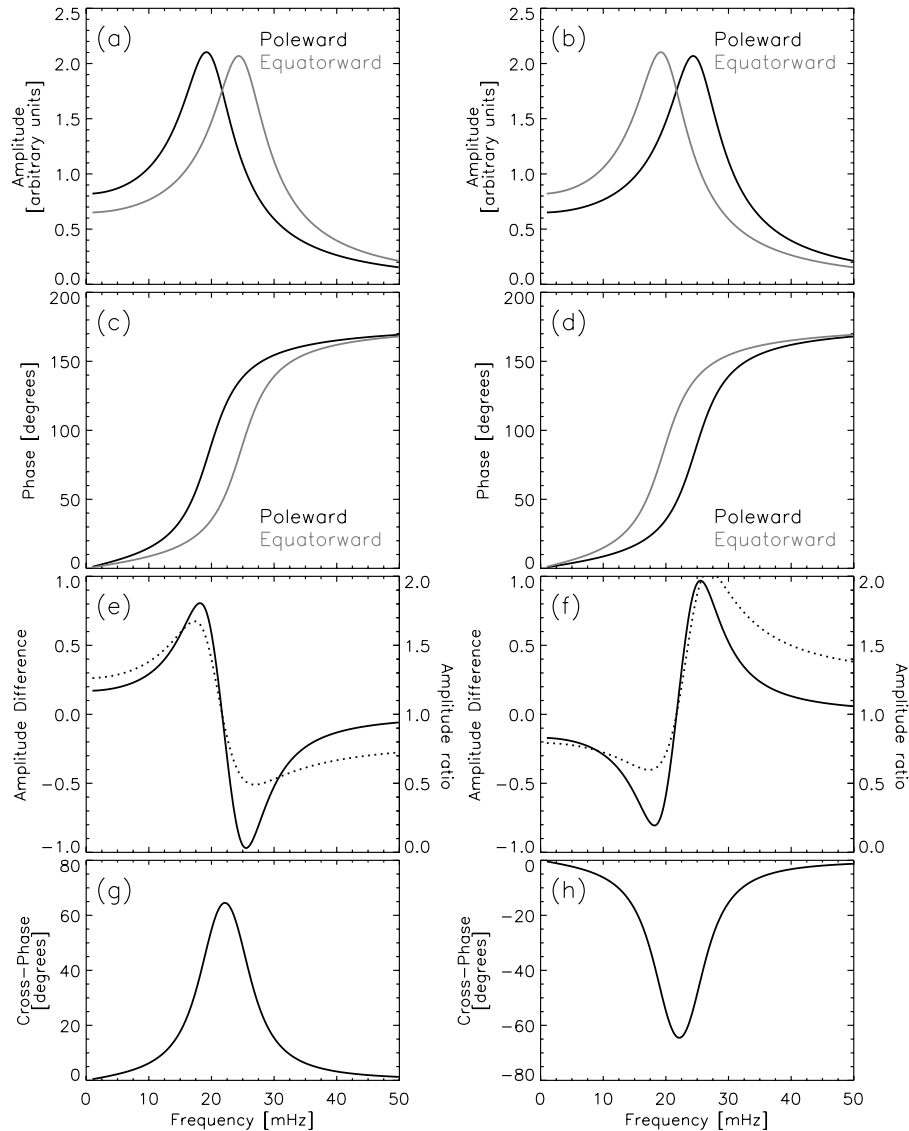 (a)
Poleward
Equatorward
2.5
2.0
1.5
1.0
0.5
0.0
Amplitude
[arbitrary units]
(b)
Poleward
Equatorward
2.5
2.0
1.5
1.0
0.5
0.0
Amplitude
[arbitrary units]
(c)
200
150
100
50
0
Phase [degrees]
Poleward
Equatorward
(d)
200
150
100
50
0
Phase [degrees]
Poleward
Equatorward
(e)
1.0
0.5
0.0
−0.5
−1.0
Amplitude Difference
2.0
1.5
1.0
0.5
0.0
Amplitude ratio
(f)
1.0
0.5
0.0
−0.5
−1.0
Amplitude Difference
2.0
1.5
1.0
0.5
0.0
Amplitude ratio
(g)
80
60
40
20
0
Cross−Phase
[degrees]
0 10 20 30 40 50
Frequency [mHz]
(h)
0
−20
−40
−60
−80
Cross−Phase
[degrees]
0 10 20 30 40 50
Frequency [mHz]